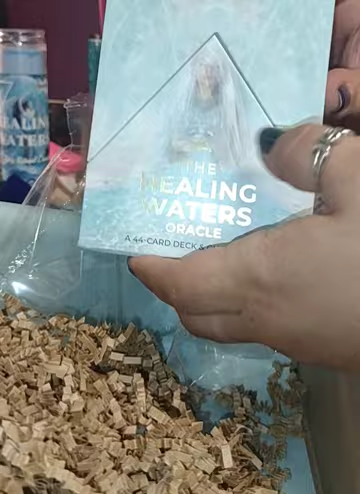 THE
HEALING
WATERS
ORACLE
A 44-CARD DECK &
HEALING
WATERS